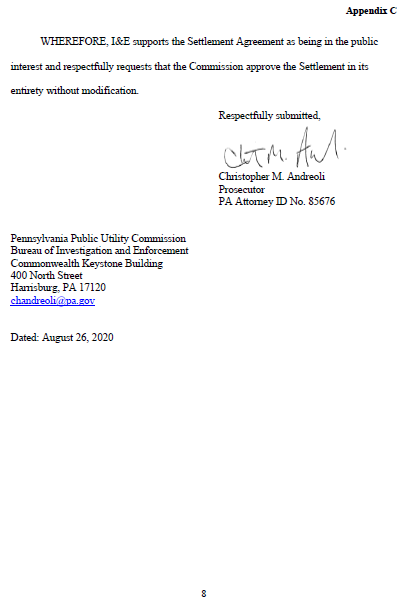 Appendix C
WHEREFORE, I&E supports the Settlement Agreement as being in the public
interest and respectfully requests that the Commission approve the Settlement in its
entirety without modification.
Respectfully submitted,
Christopher M. Andreoli
Prosecutor
PA Attorney ID No. 85676
Pennsylvania Public Utility Commission
Bureau of Investigation and Enforcement
Commonwealth Keystone Building
400 North Street
Harrisburg, PA 17120
chandreoli@pa.gov
Dated: August 26, 2020
8